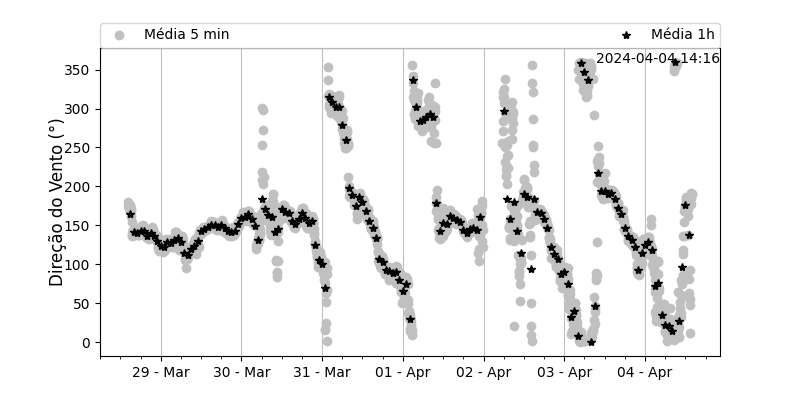 Média 5 min
Média 1h
2024-04-04 14:16
Direção do Vento (°)
350
300
250
200
150
100
50
0
29 - Mar
30 - Mar
31 - Mar
01 - Apr
02 - Apr
03 - Apr
04 - Apr